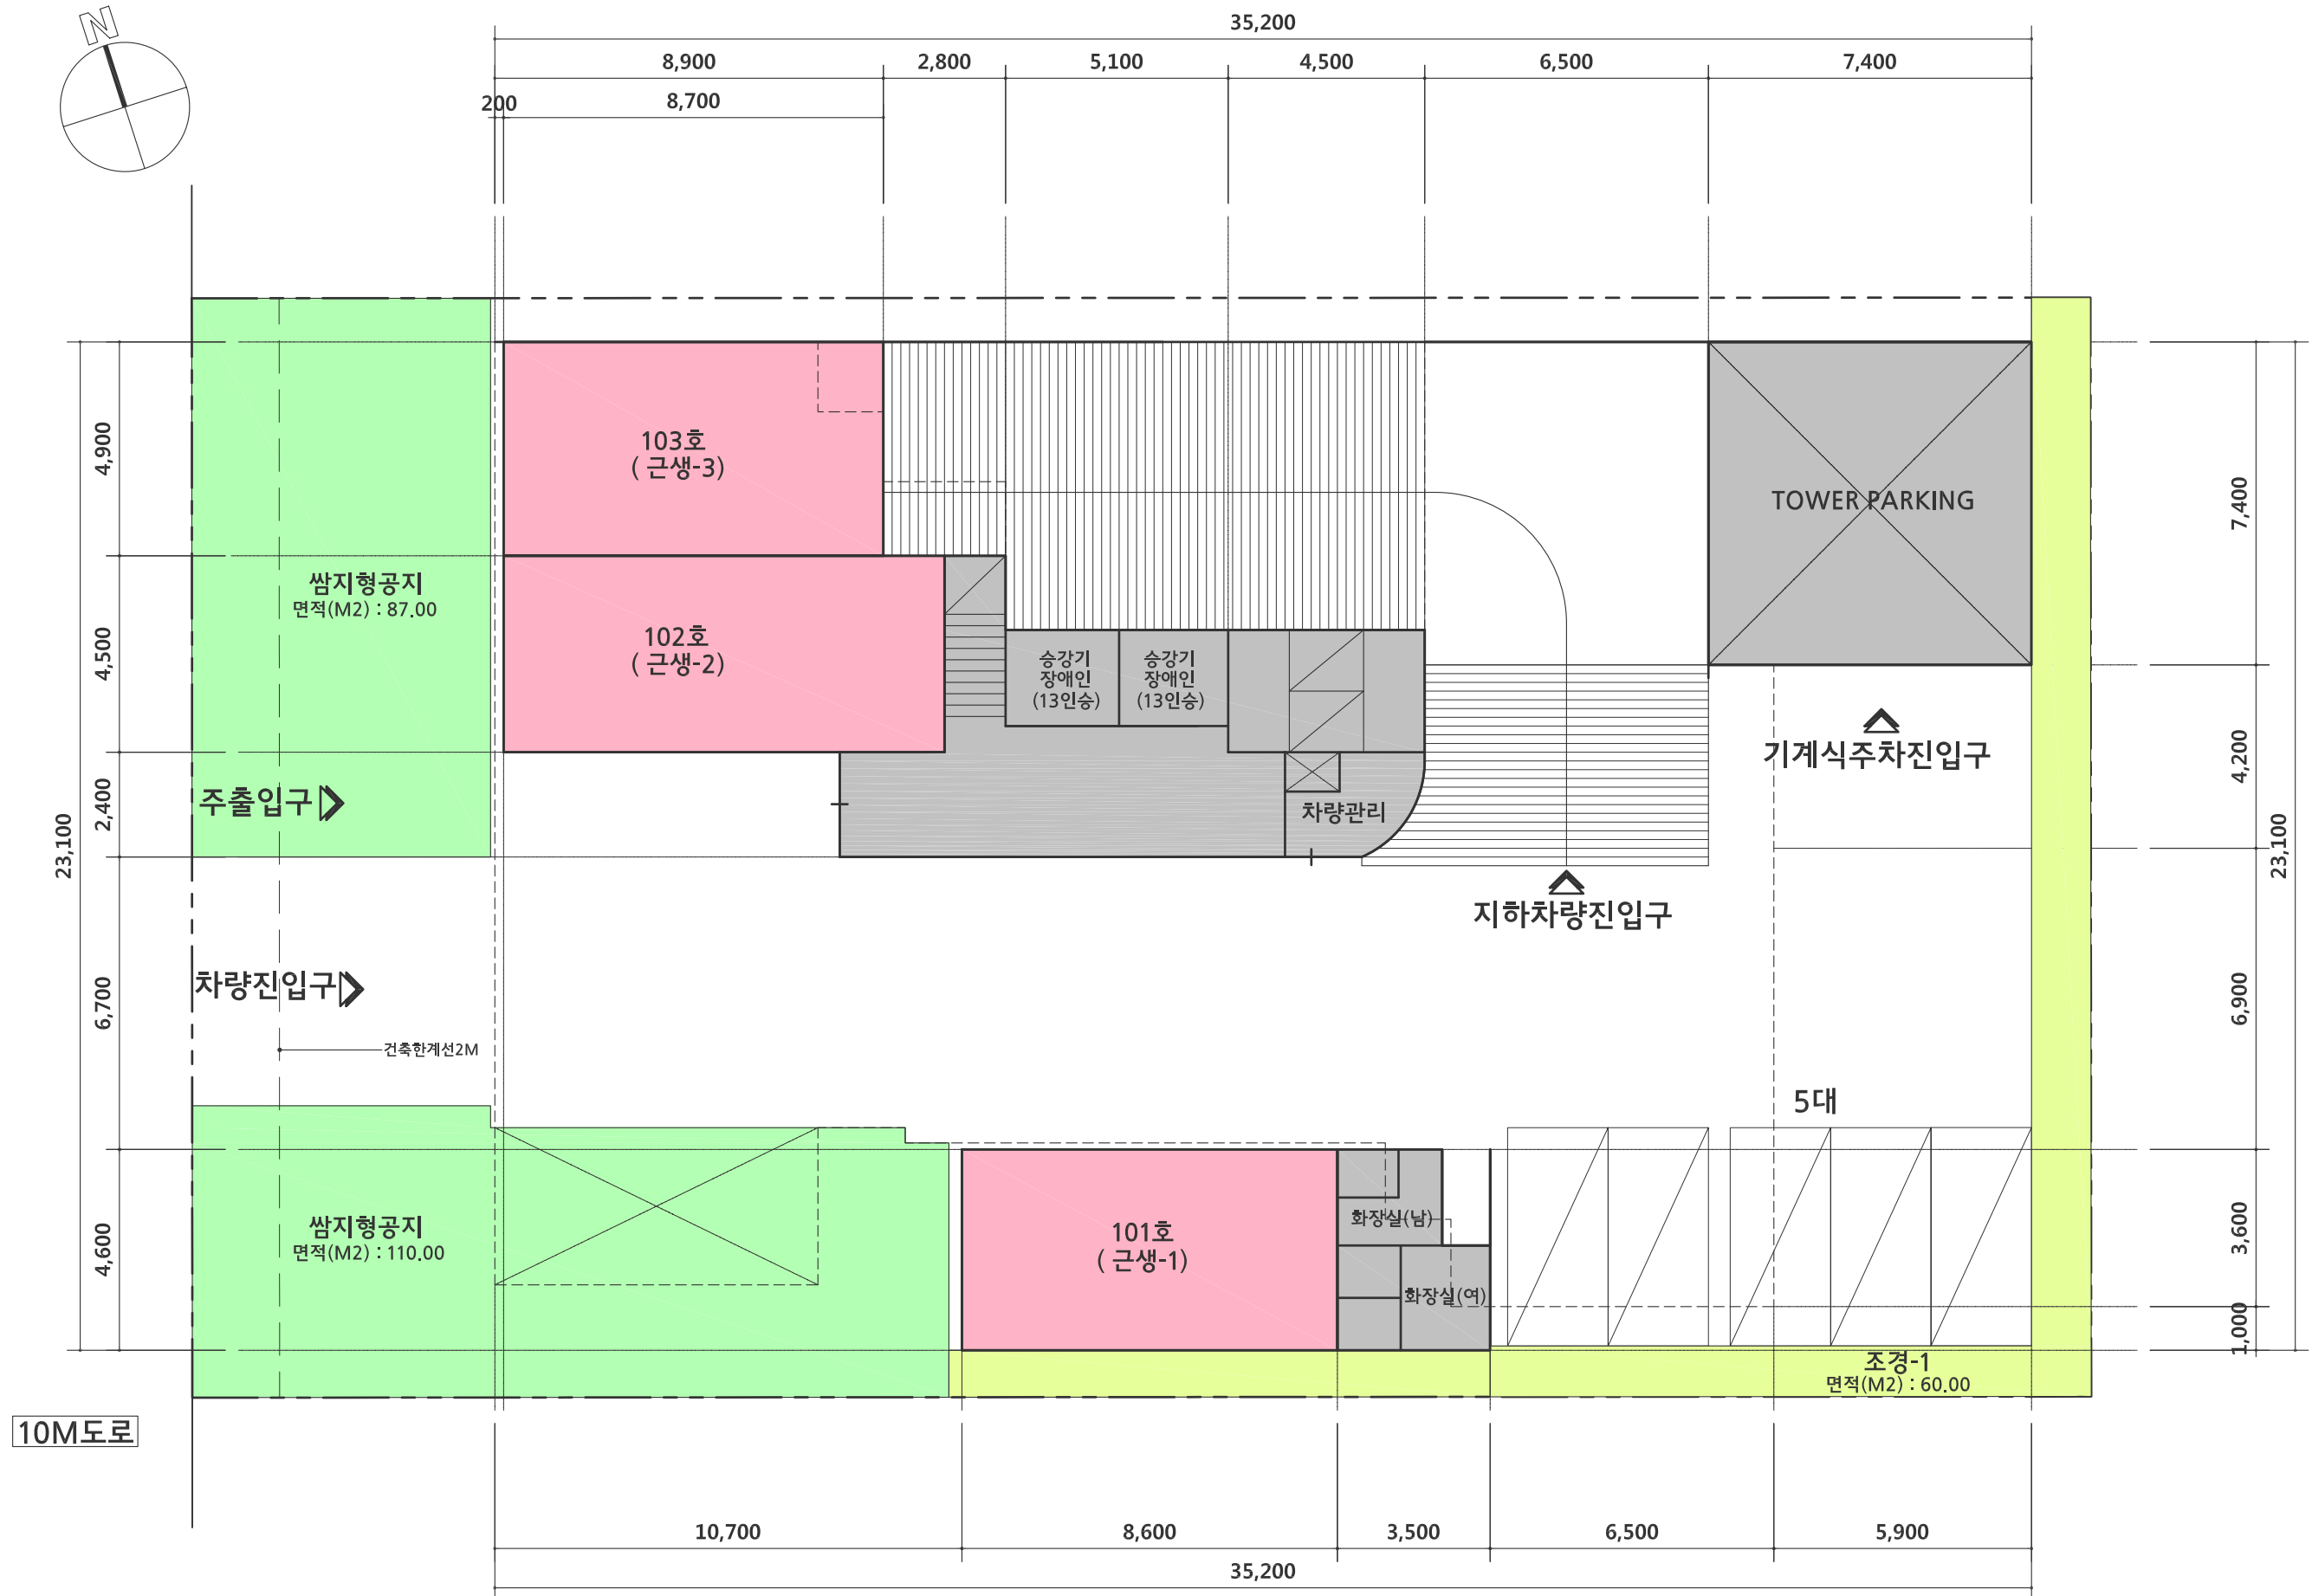 N
35,200
8,900
2,800
5,100
4,500
6,500
7,400
200
8,700
4,900
4,500
2,400
6,700
4,600
23,100
103호
( 근생-3)
TOWER PARKING
쌈지형공지
면적(M2) : 87.00
102호
( 근생-2)
승강기
장애인
(13인승)
승강기
장애인
(13인승)
기계식주차진입구
주출입구
차량관리
지하차량진입구
차량진입구
건축한계선2M
5대
쌈지형공지
면적(M2) : 110.00
101호
( 근생-1)
화장실(남)
화장실(여)
조경-1
면적(M2) : 60.00
7,400
4,200
6,900
3,600
1,000
23,100
10M도로
10,700
8,600
3,500
6,500
5,900
35,200